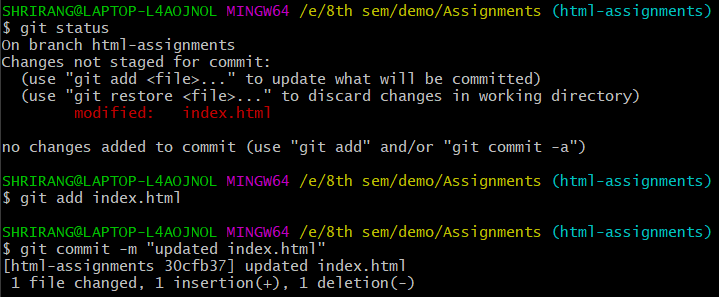 SHRIRANG@LAPTOP-L4AOJNOL MINGW64 /e/8th sem/demo/Assignments (html-assignments)
$ git status
On branch html-assignments
Changes not staged for commit:
  (use "git add <file>..." to update what will be committed)
  (use "git restore <file>..." to discard changes in working directory)
        modified:   index.html
no changes added to commit (use "git add" and/or "git commit -a")
SHRIRANG@LAPTOP-L4AOJNOL MINGW64 /e/8th sem/demo/Assignments (html-assignments)
$ git add index.html
SHRIRANG@LAPTOP-L4AOJNOL MINGW64 /e/8th sem/demo/Assignments (html-assignments)
$ git commit -m "updated index.html"
[html-assignments 30cfb37] updated index.html
 1 file changed, 1 insertion(+), 1 deletion(-)